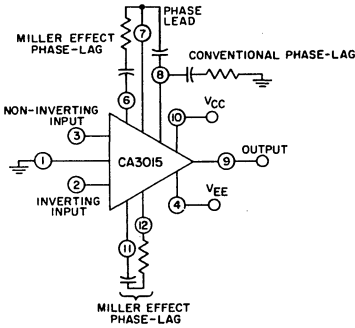 PHASE
LEAD
MILLER EFFECT
PHASE-LAG
7
CONVENTIONAL PHASE-LAG
8
6
VCC
NON-INVERTING
INPUT
10
3
1
CA3015
9
OUTPUT
2
INVERTING
INPUT
VEE
4
12
11
MILLER EFFECT
PHASE-LAG